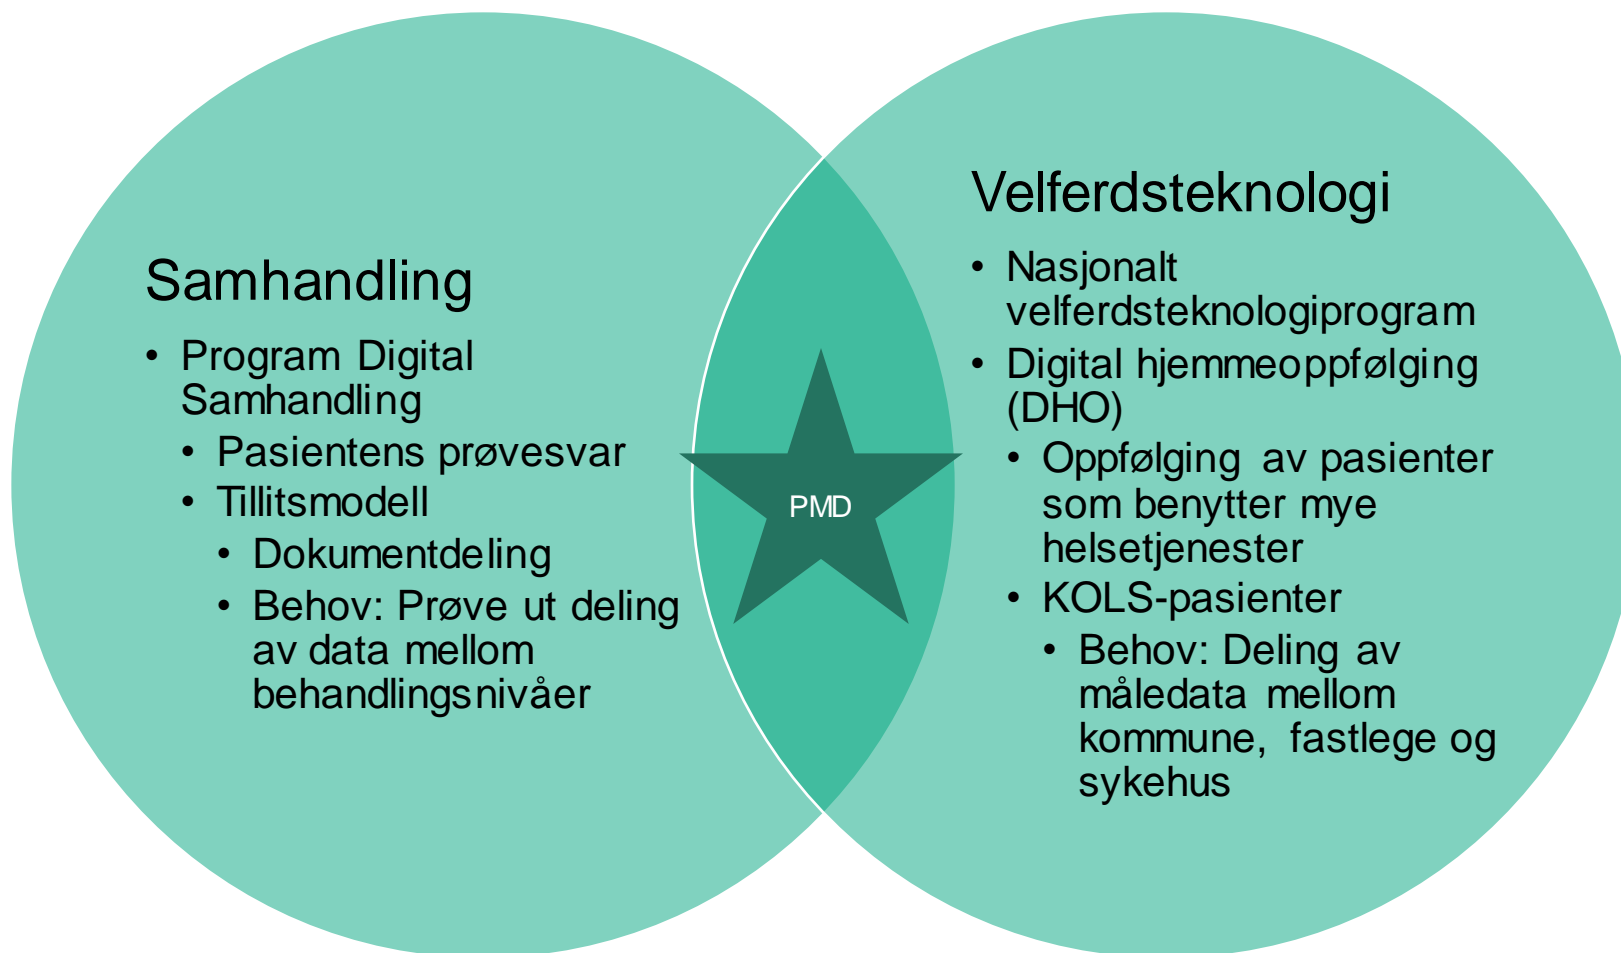 Samhandling
• Program Digital
Samhandling
• Pasientens prøvesvar
• Tillitsmodell
• Dokumentdeling
• Behov: Prøve ut deling
av data mellom
behandlingsnivåer
PMD
Velferdsteknologi
• Nasjonalt
velferdsteknologiprogram
• Digital hjemmeoppfølging
(DHO)
• Oppfølging av pasienter
som benytter mye
helsetjenester
• KOLS-pasienter
• Behov: Deling av
måledata mellom
kommune, fastlege og
sykehus